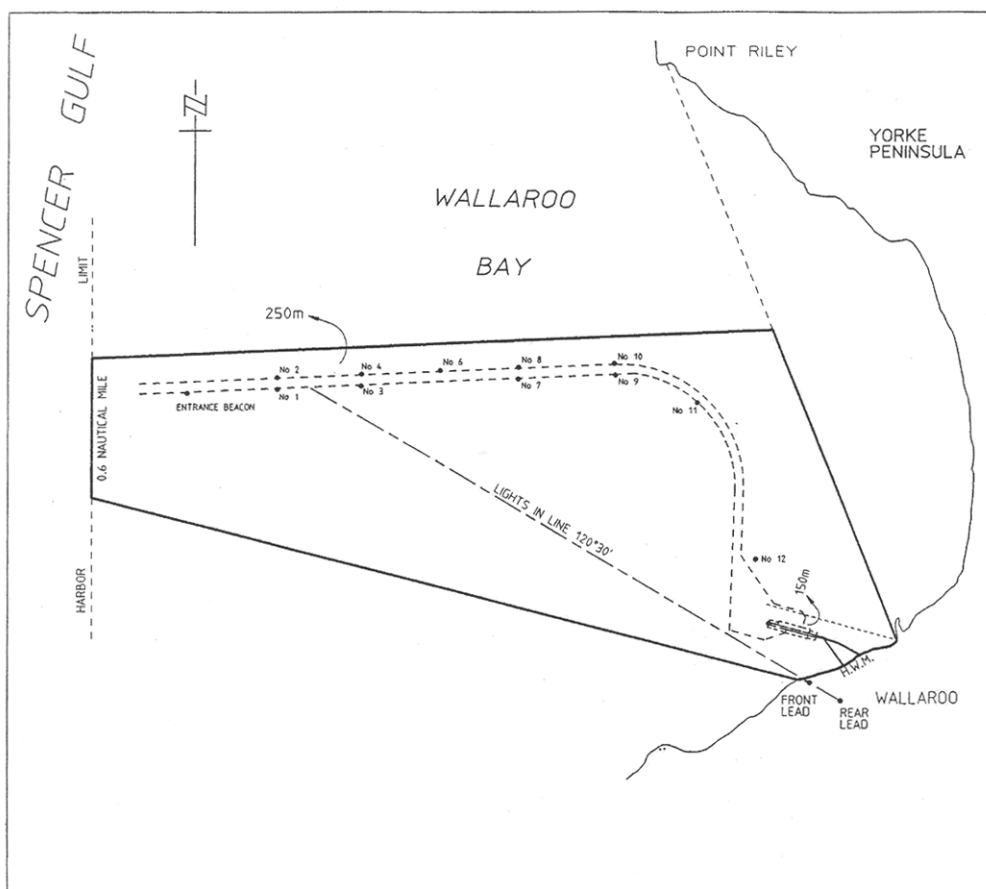 SPENCER GULF
N
POINT RILEY
YORKE
PENINSULA
WALLAROO
BAY
LIMIT
250m
0.6 NAUTICAL MILE
No 2
No 4
No 6
No 8
No 10
No 1
No 3
No 7
No 9
No 11
ENTRANCE BEACON
LIGHTS IN LINE 120°30'
No 12
150m
HARBOR
H.W.M.
FRONT
LEAD
REAR
LEAD
WALLAROO